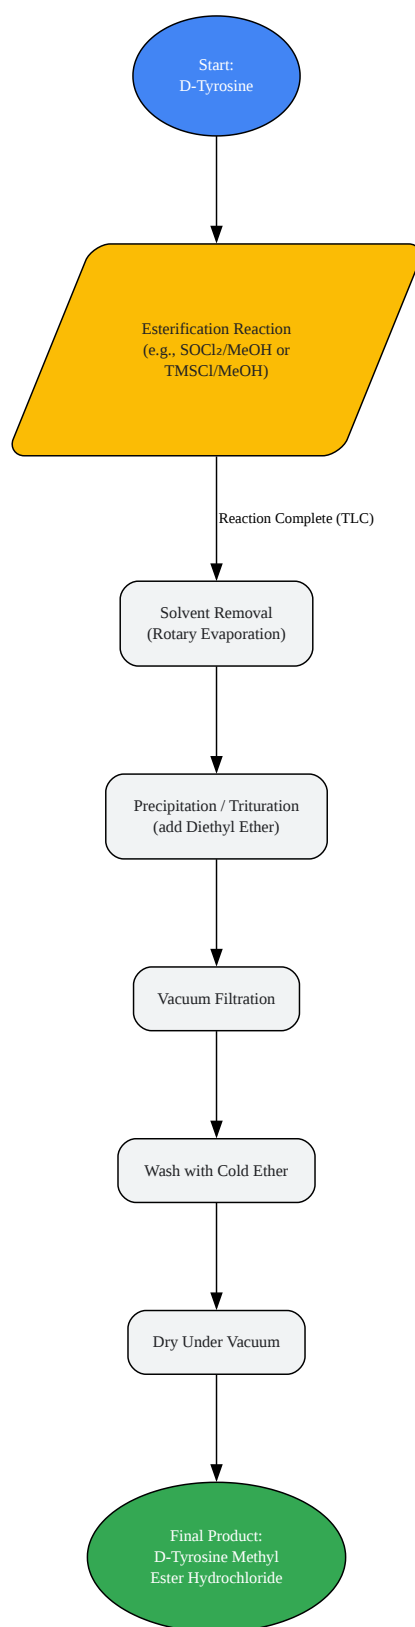 Start:
D-Tyrosine
Esterification Reaction
(e.g., SOCl₂/MeOH or
TMSCl/MeOH)
Reaction Complete (TLC)
Solvent Removal
(Rotary Evaporation)
Precipitation / Trituration
(add Diethyl Ether)
Vacuum Filtration
Wash with Cold Ether
Dry Under Vacuum
Final Product:
D-Tyrosine Methyl
Ester Hydrochloride